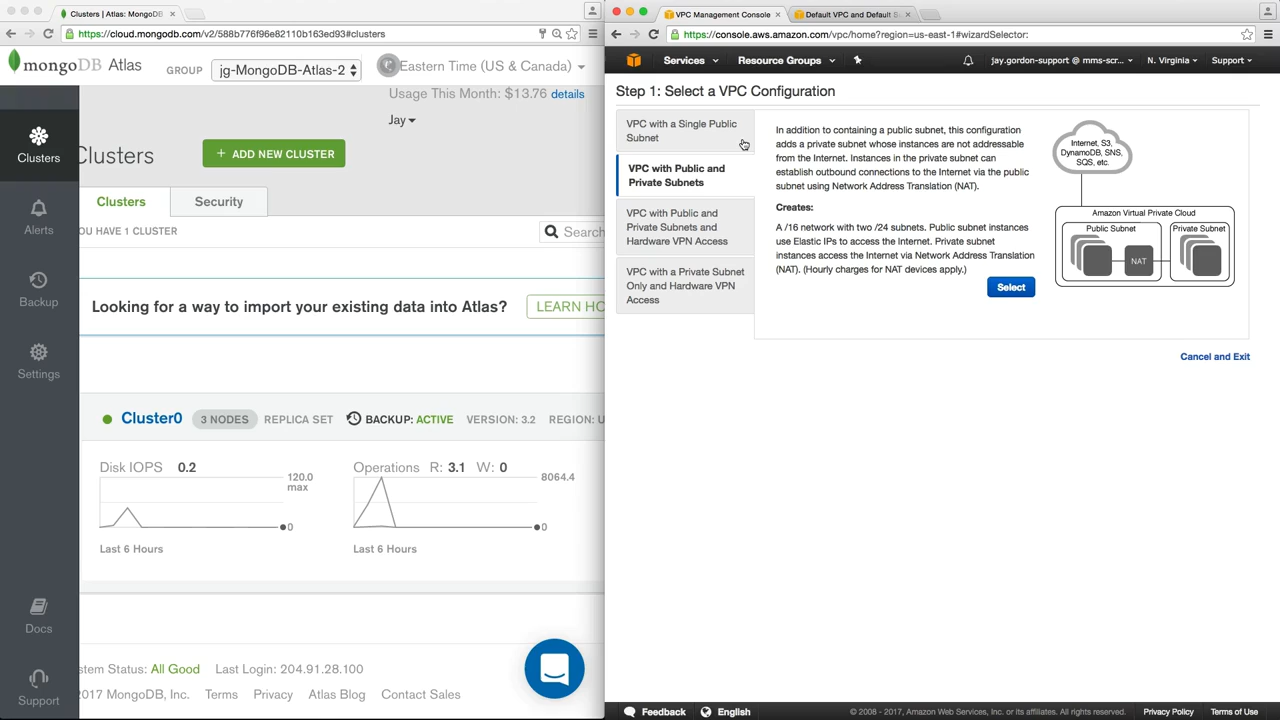 Clusters | Atlas: MongoDB
https://cloud.mongodb.com/v2/588b776f96e82110b1636d93#clusters
mongoDB Atlas
GROUP
jg-MongoDB-Atlas-2
Eastern Time (US & Canada)
Usage This Month: $13.76 details
Jay
Clusters
Alerts
Backup
Settings
Docs
Support
Clusters
+ ADD NEW CLUSTER
Clusters
Security
YOU HAVE 1 CLUSTER
Search
Looking for a way to import your existing data into Atlas?
LEARN HO
Cluster0
3 NODES
REPLICA SET
BACKUP: ACTIVE
VERSION: 3.2
REGION: U
Disk IOPS 0.2
120.0
max
0
Last 6 Hours
Operations R: 3.1 W: 0
8064.4
0
Last 6 Hours
stem Status: All Good
Last Login: 204.91.28.100
2017 MongoDB, Inc.
Terms
Privacy
Atlas Blog
Contact Sales
VPC Management Console
Default VPC and Default S
https://console.aws.amazon.com/vpc/home?region=us-east-1#wizardSelector:
Services
Resource Groups
jay.gordon-support @ mms-scr...
N. Virginia
Support
Step 1: Select a VPC Configuration
VPC with a Single Public
Subnet
VPC with Public and
Private Subnets
VPC with Public and
Private Subnets and
Hardware VPN Access
VPC with a Private Subnet
Only and Hardware VPN
Access
In addition to containing a public subnet, this configuration
adds a private subnet whose instances are not addressable
from the Internet. Instances in the private subnet can
establish outbound connections to the Internet via the public
subnet using Network Address Translation (NAT).
Creates:
A /16 network with two /24 subnets. Public subnet instances
use Elastic IPs to access the Internet. Private subnet
instances access the Internet via Network Address Translation
(NAT). (Hourly charges for NAT devices apply.)
Select
Internet, S3,
DynamoDB, SNS,
SQS, etc.
Amazon Virtual Private Cloud
Public Subnet
Private Subnet
NAT
Cancel and Exit
Feedback
English
© 2008 - 2017, Amazon Web Services, Inc. or its affiliates. All rights reserved.
Privacy Policy
Terms of Use